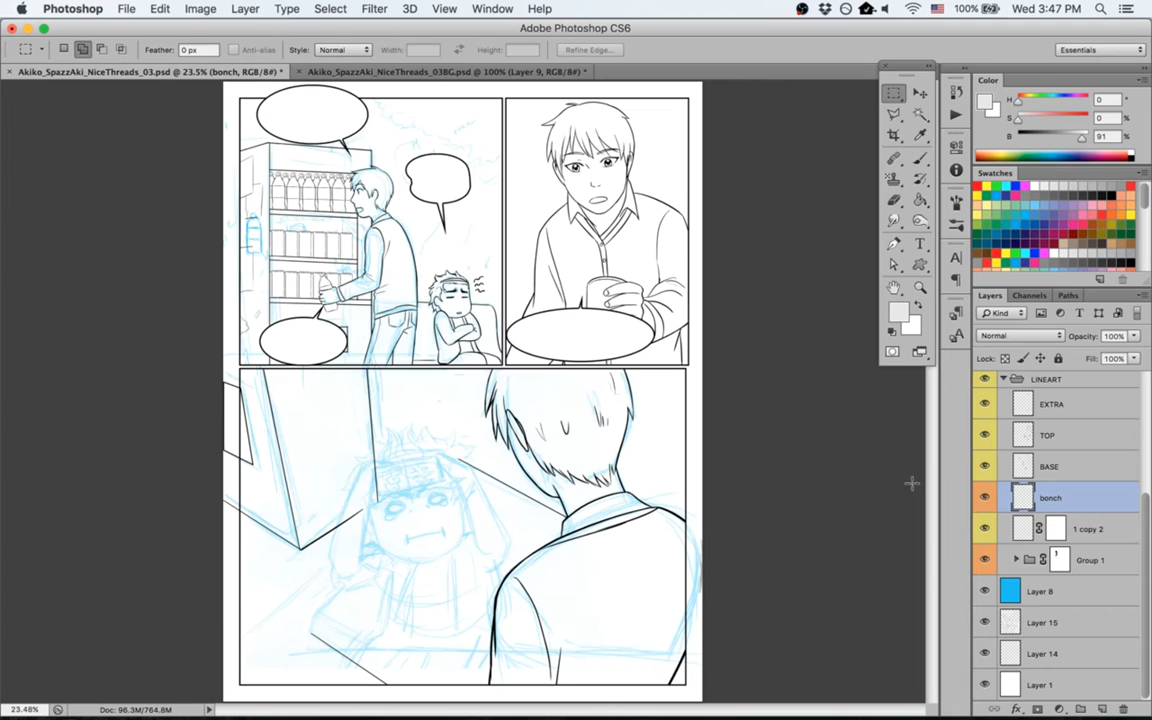 Photoshop File Edit Image Layer Type Select Filter 3D View Window Help 100% Wed 3:47 PM
Adobe Photoshop CS6
Feather: 0 px Anti-alias Style: Normal Width: Height: Refine Edge... Essentials
× Akiko_SpazzAki_NiceThreads_03.psd @ 23.5% (bonch, RGB/8#) * × Akiko_SpazzAki_NiceThreads_03BG.psd @ 100% (Layer 9, RGB/8#) *
Color
H 0 °
S 0 %
B 91 %
Swatches
Layers Channels Paths
Kind
Normal Opacity: 100%
Lock: Fill: 100%
LINEART
EXTRA
TOP
BASE
bonch
1 copy 2
Group 1
Layer 8
Layer 15
Layer 14
Layer 1
23.48% Doc: 96.3M/764.8M